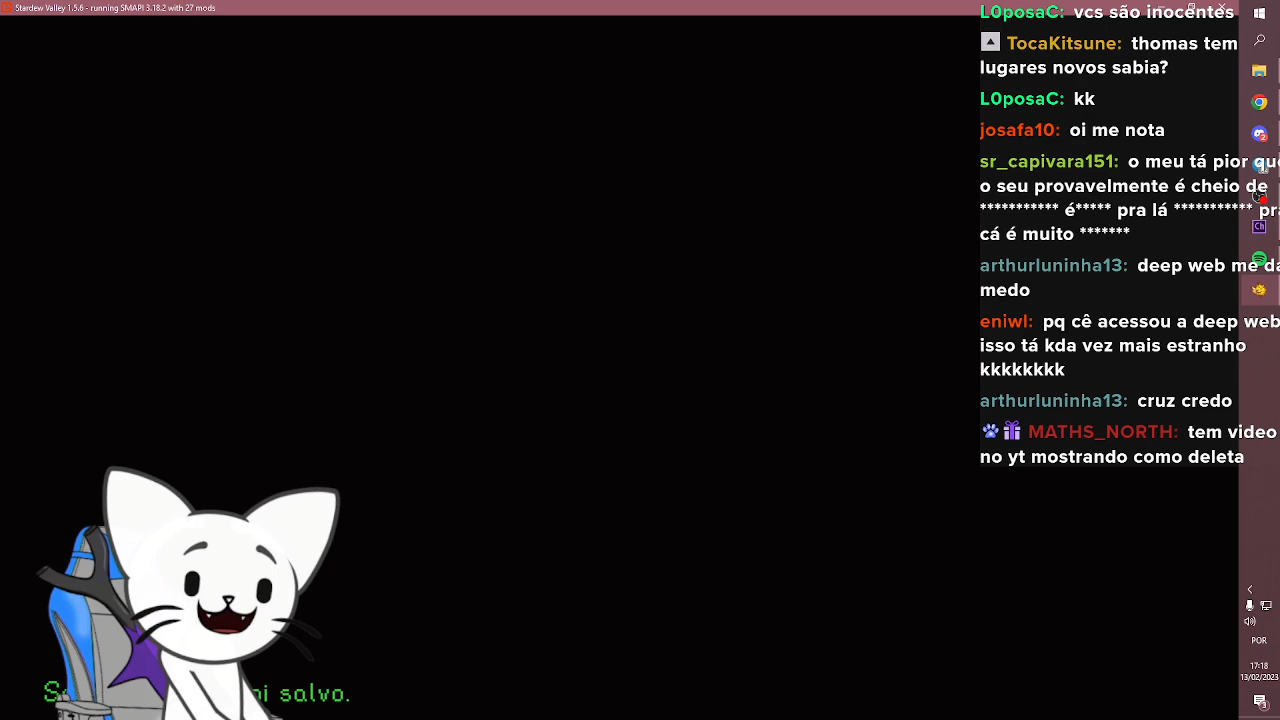 Stardew Valley 1.5.6 - running SMAPI 3.18.2 with 27 mods
L0posaC: vcs são inocentes
TocaKitsune: thomas tem
lugares novos sabia?
L0posaC: kk
josafa10: oi me nota
sr_capivara151: o meu tá pior que
o seu provavelmente é cheio de
*********** é***** pra lá *********** pra
cá é muito *******
arthurluninha13: deep web me da
medo
eniwl: pq cê acessou a deep web
isso tá kda vez mais estranho
kkkkkkkk
arthurluninha13: cruz credo
MATHS_NORTH: tem video
no yt mostrando como deleta
salvo.
POR
17:18
13/02/2023